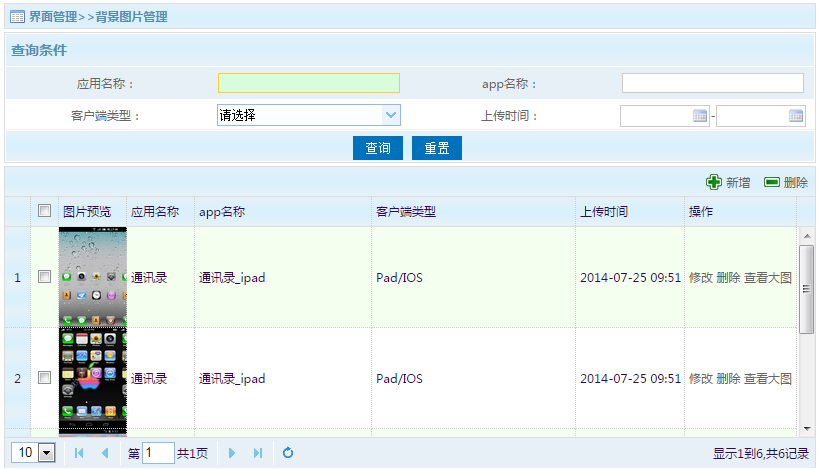 界面管理>>背景图片管理
查询条件
应用名称： app名称：
客户端类型： 请选择 上传时间： -
查询 重置
新增 删除
图片预览 应用名称 app名称 客户端类型 上传时间 操作
1 通讯录 通讯录_ipad Pad/IOS 2014-07-25 09:51 修改 删除 查看大图
2 通讯录 通讯录_ipad Pad/IOS 2014-07-25 09:51 修改 删除 查看大图
10 第 1 共1页 显示1到6,共6记录